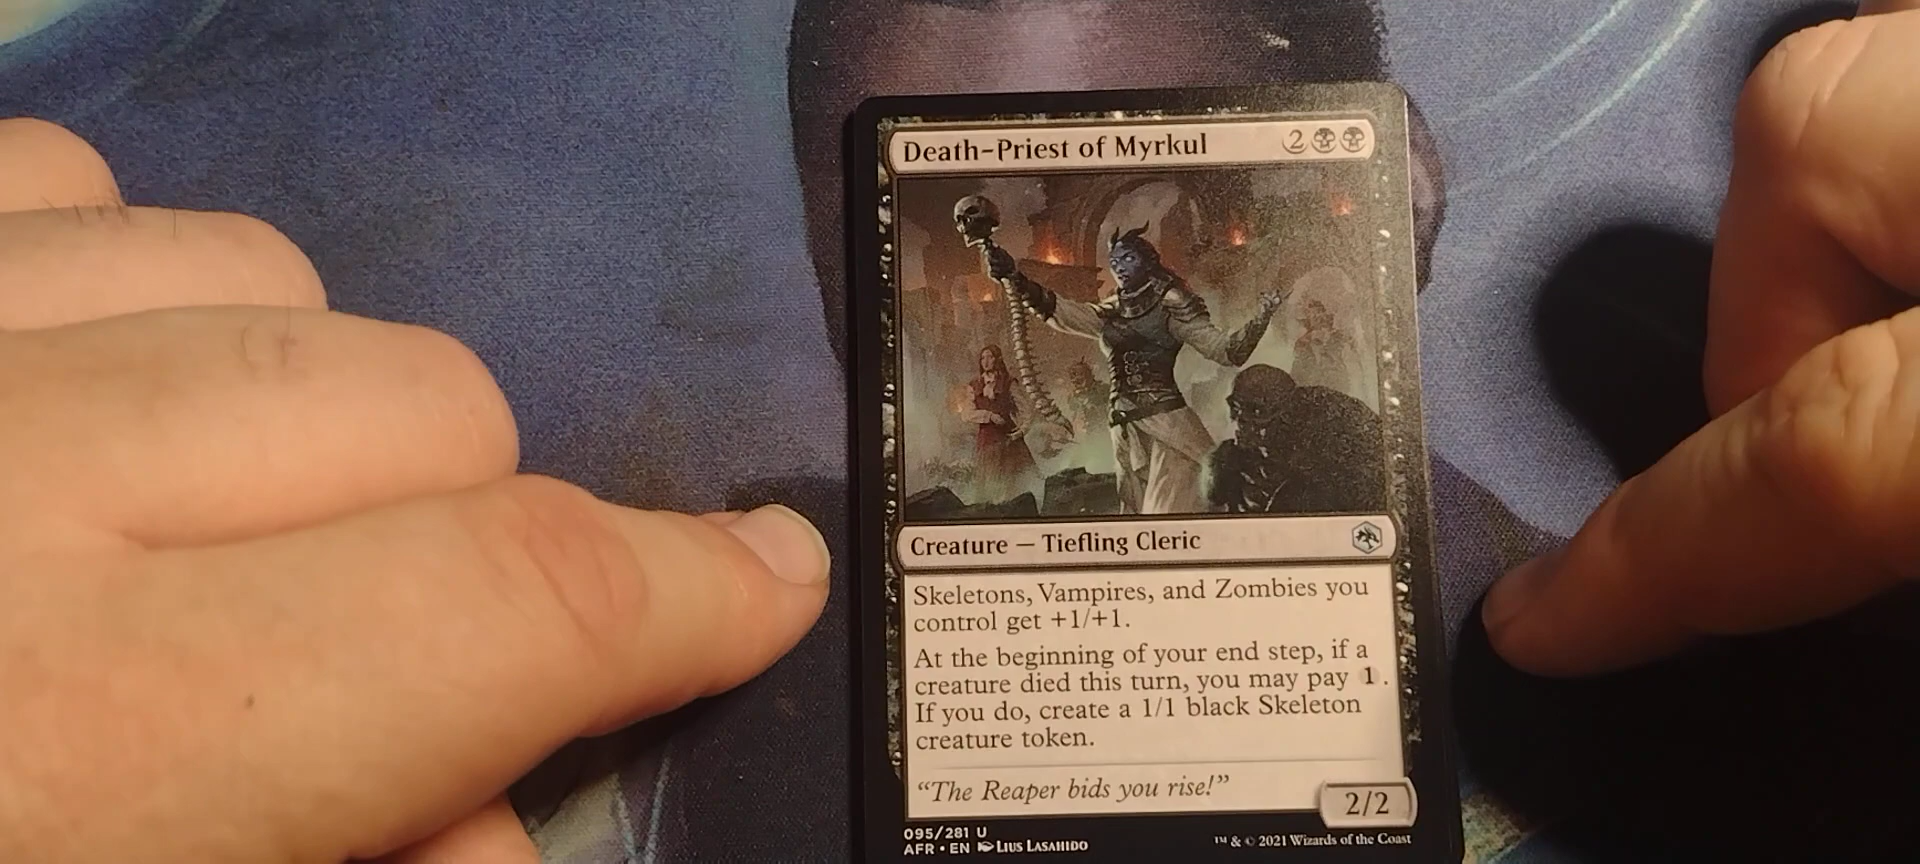 Death-Priest of Myrkul 2
Creature — Tiefling Cleric
Skeletons, Vampires, and Zombies you
control get +1/+1.
At the beginning of your end step, if a
creature died this turn, you may pay 1.
If you do, create a 1/1 black Skeleton
creature token.
“The Reaper bids you rise!”
2/2
095/281 U
AFR • EN LIUS LASAHIDO
™ & © 2021 Wizards of the Coast